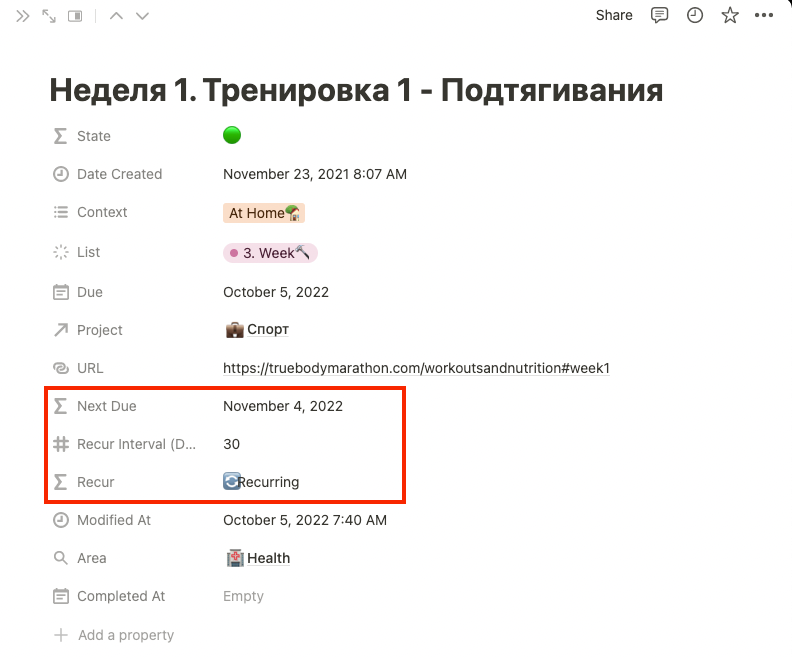 Share
Неделя 1. Тренировка 1 - Подтягивания
State
Date Created November 23, 2021 8:07 AM
Context At Home🏡
List 3. Week🔨
Due October 5, 2022
Project 💼 Спорт
URL https://truebodymarathon.com/workoutsandnutrition#week1
Next Due November 4, 2022
Recur Interval (D... 30
Recur 🔄Recurring
Modified At October 5, 2022 7:40 AM
Area 🏥 Health
Completed At Empty
Add a property